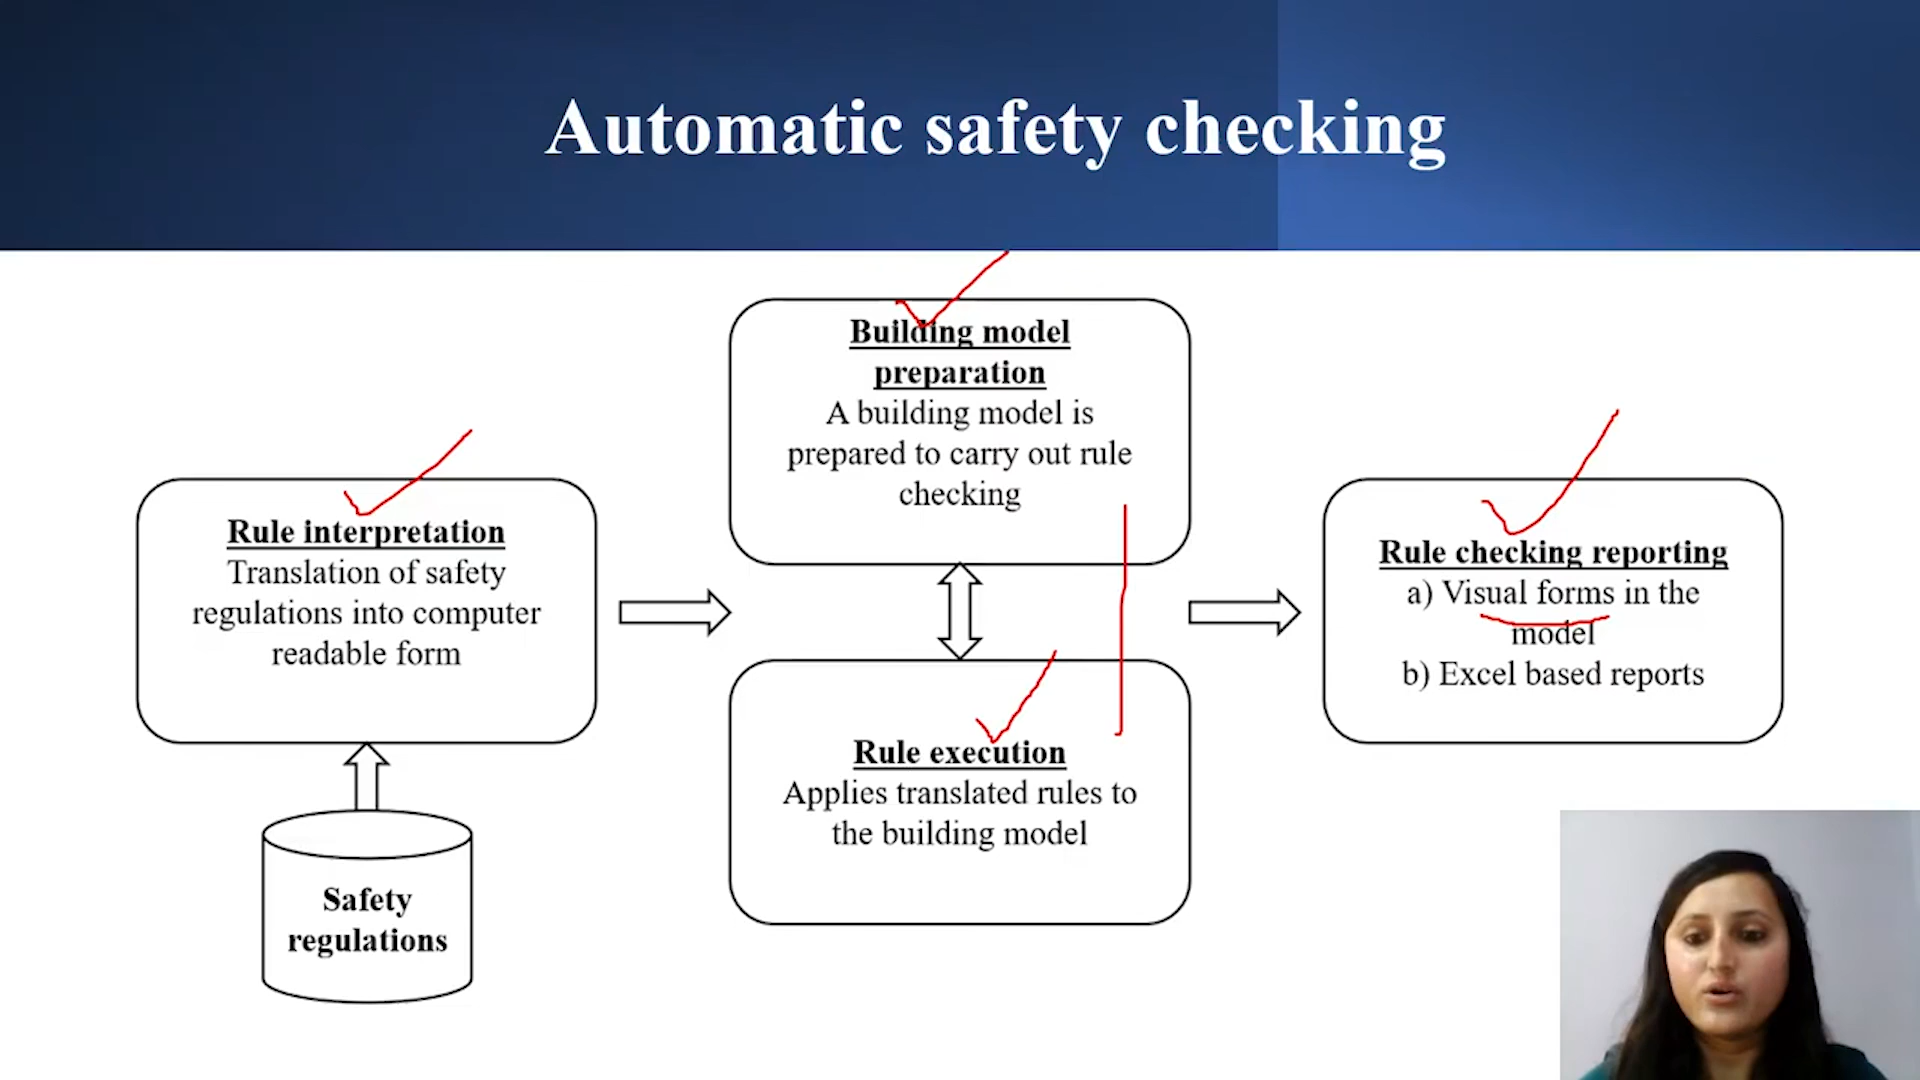 Automatic safety checking
Rule interpretation
Translation of safety
regulations into computer
readable form
Safety
regulations
Building model
preparation
A building model is
prepared to carry out rule
checking
Rule execution
Applies translated rules to
the building model
Rule checking reporting
a) Visual forms in the
model
b) Excel based reports